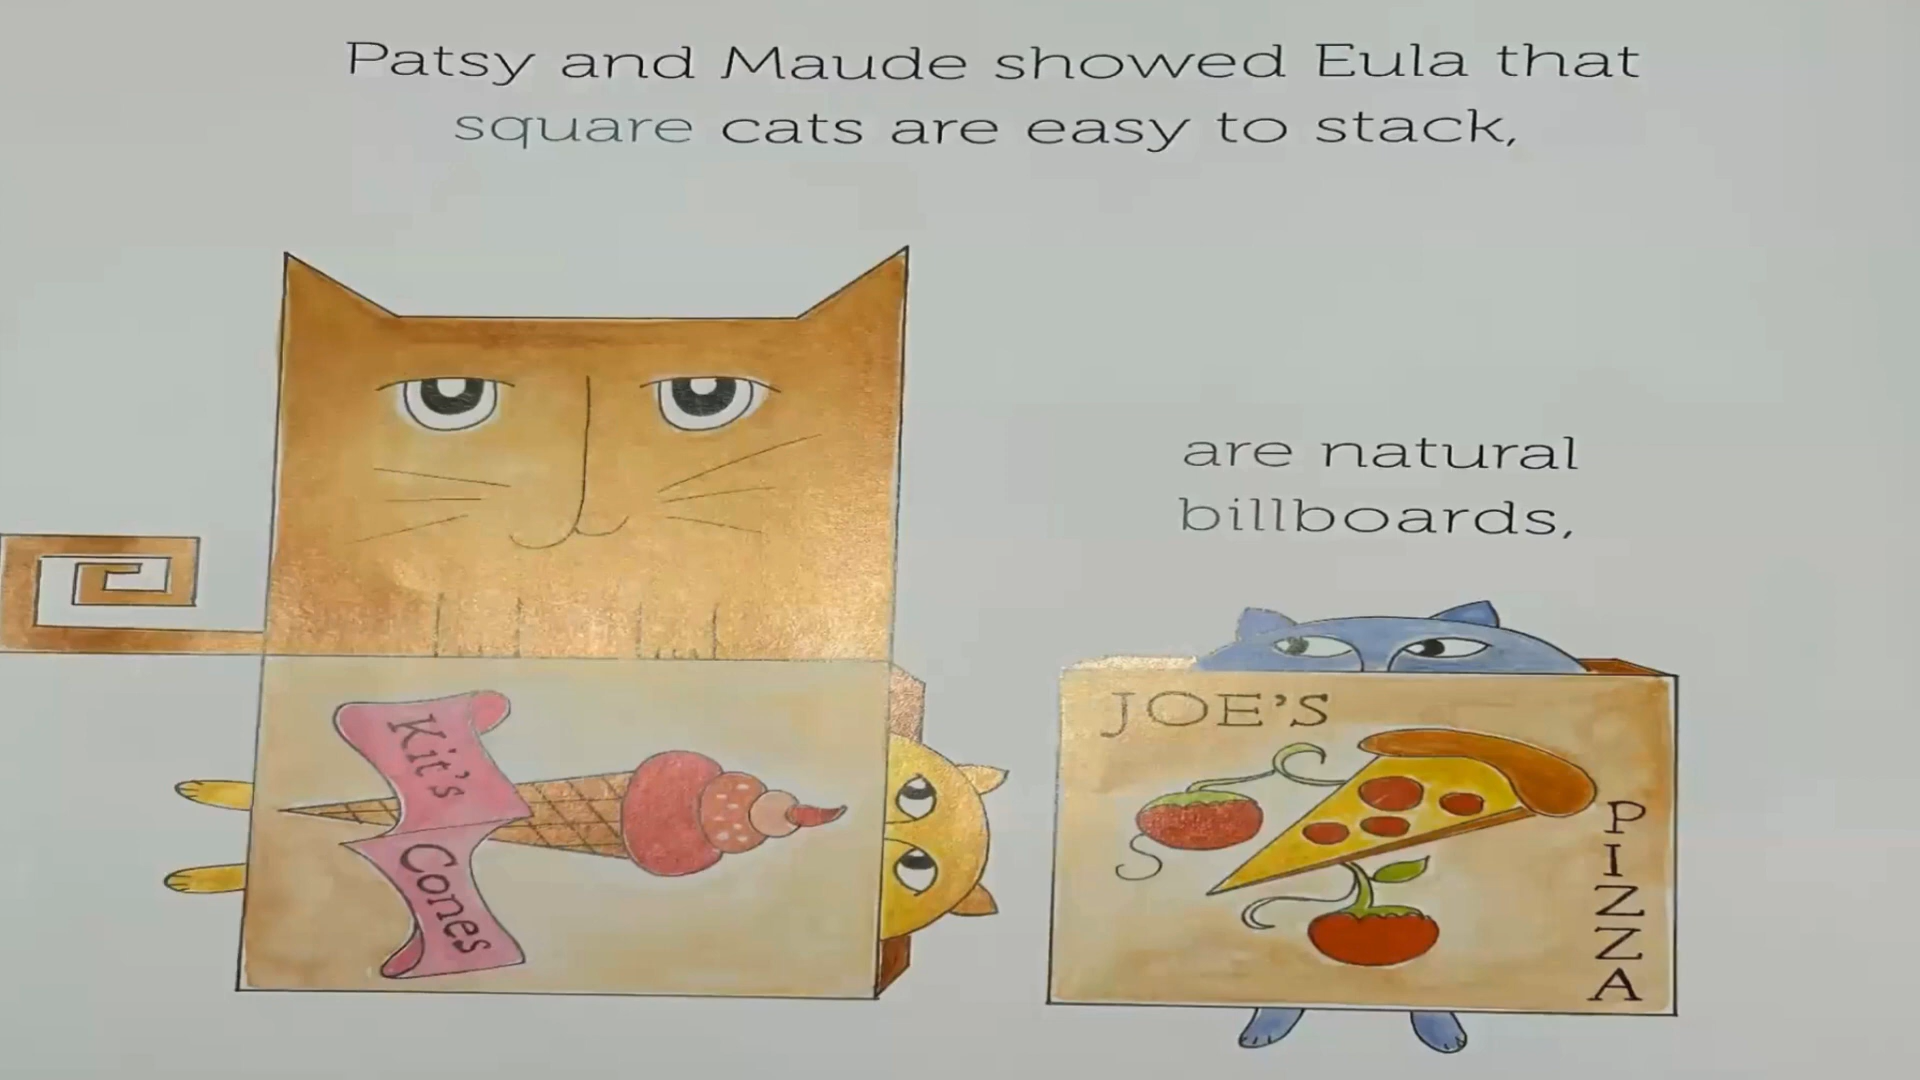 Patsy and Maude showed Eula that
square cats are easy to stack,
are natural
billboards,
Kit's
Cones
JOE'S
PIZZA